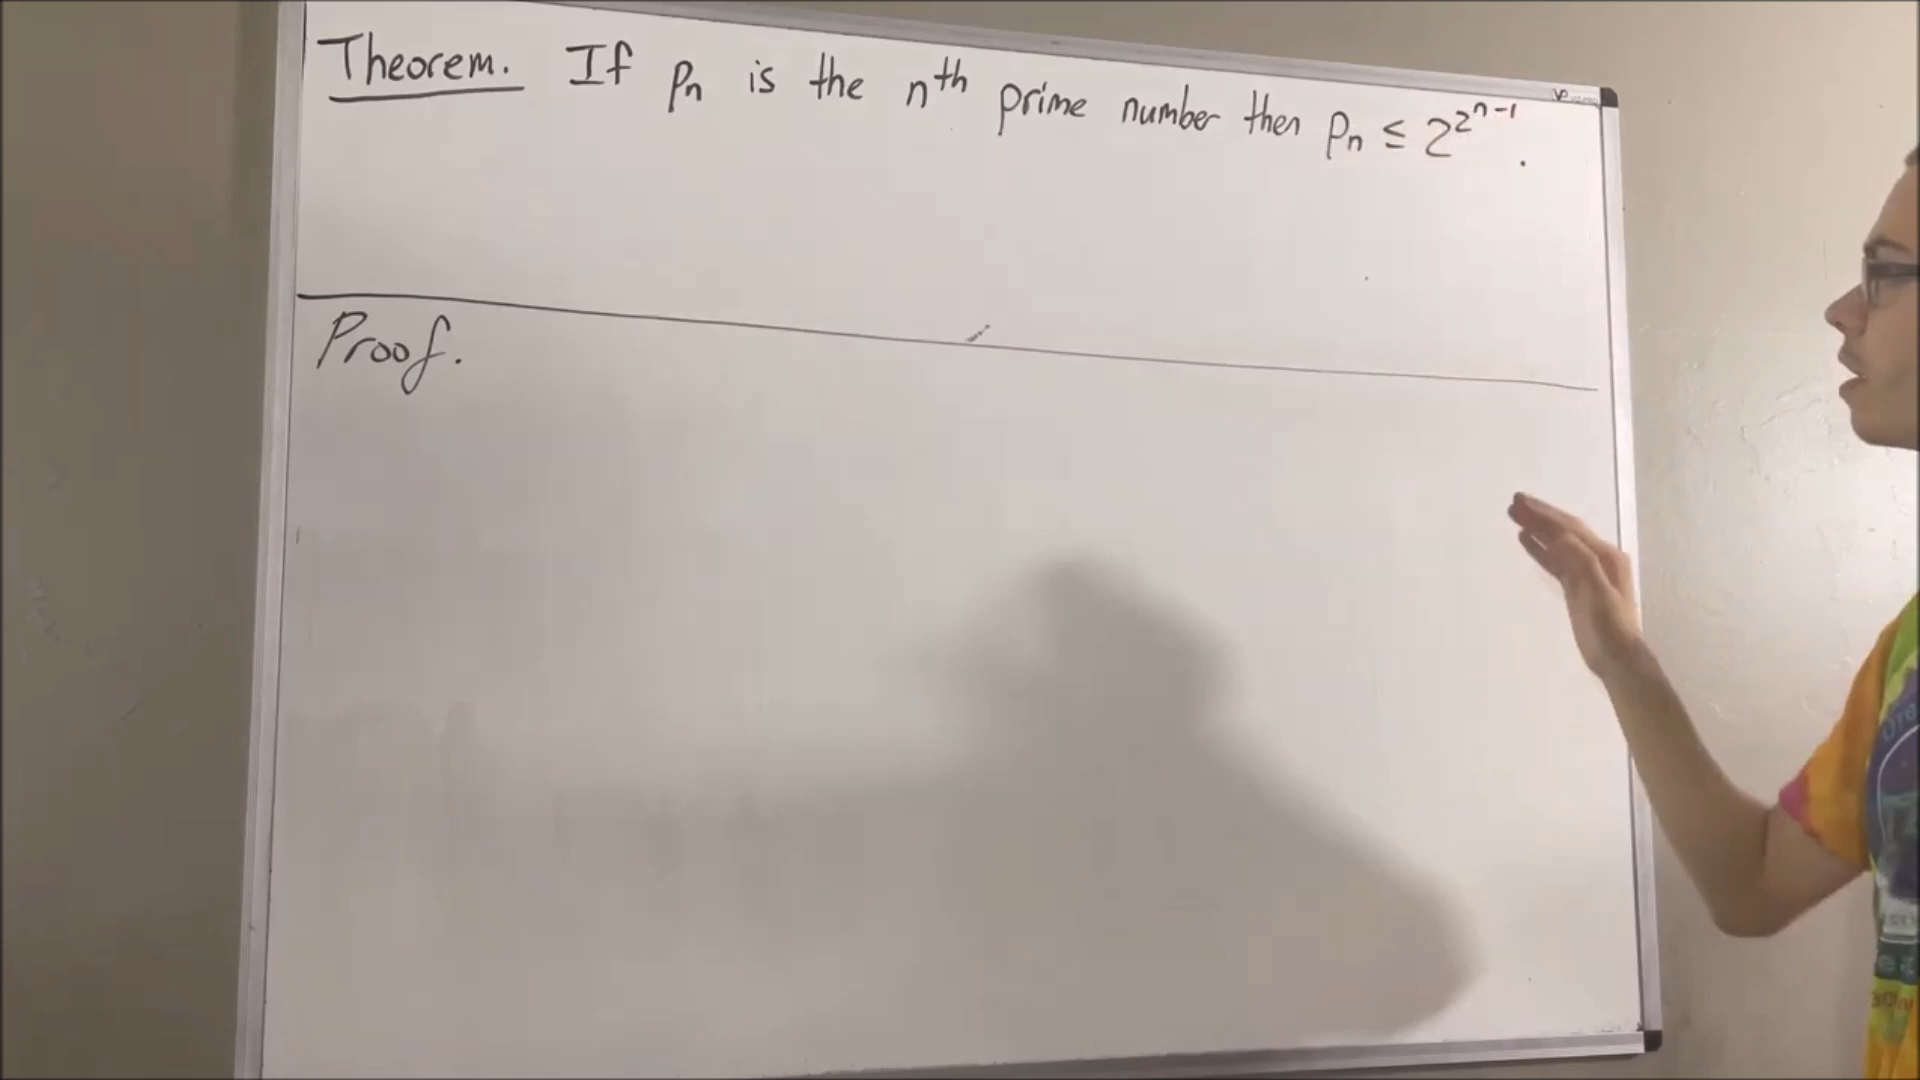 Theorem. If pₙ is the nᵗʰ prime number then pₙ ≤ 2^2^n-1.
Proof.